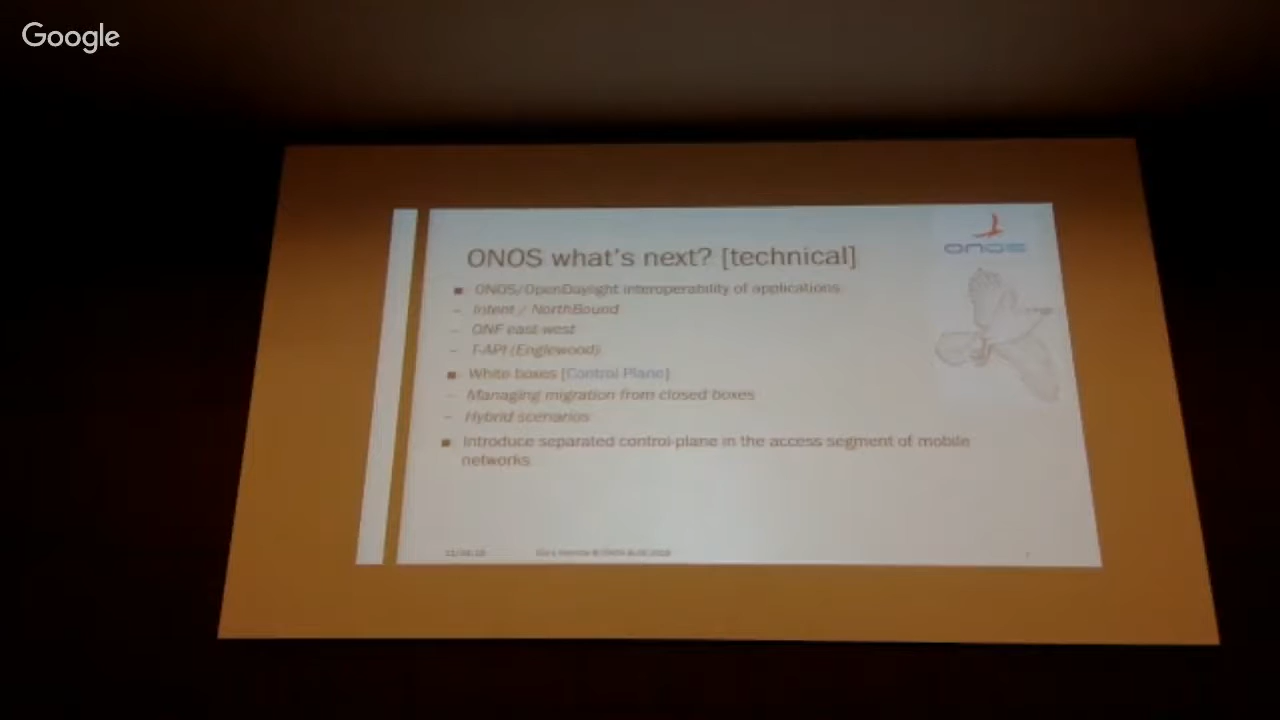 Google
ONOS
ONOS what's next? [technical]
■ ONOS/OpenDaylight interoperability of applications
– Intent / NorthBound
– ONF east-west
– T-API (Englewood)
■ White boxes [Control Plane]
– Managing migration from closed boxes
– Hybrid scenarios
■ Introduce separated control-plane in the access segment of mobile
networks